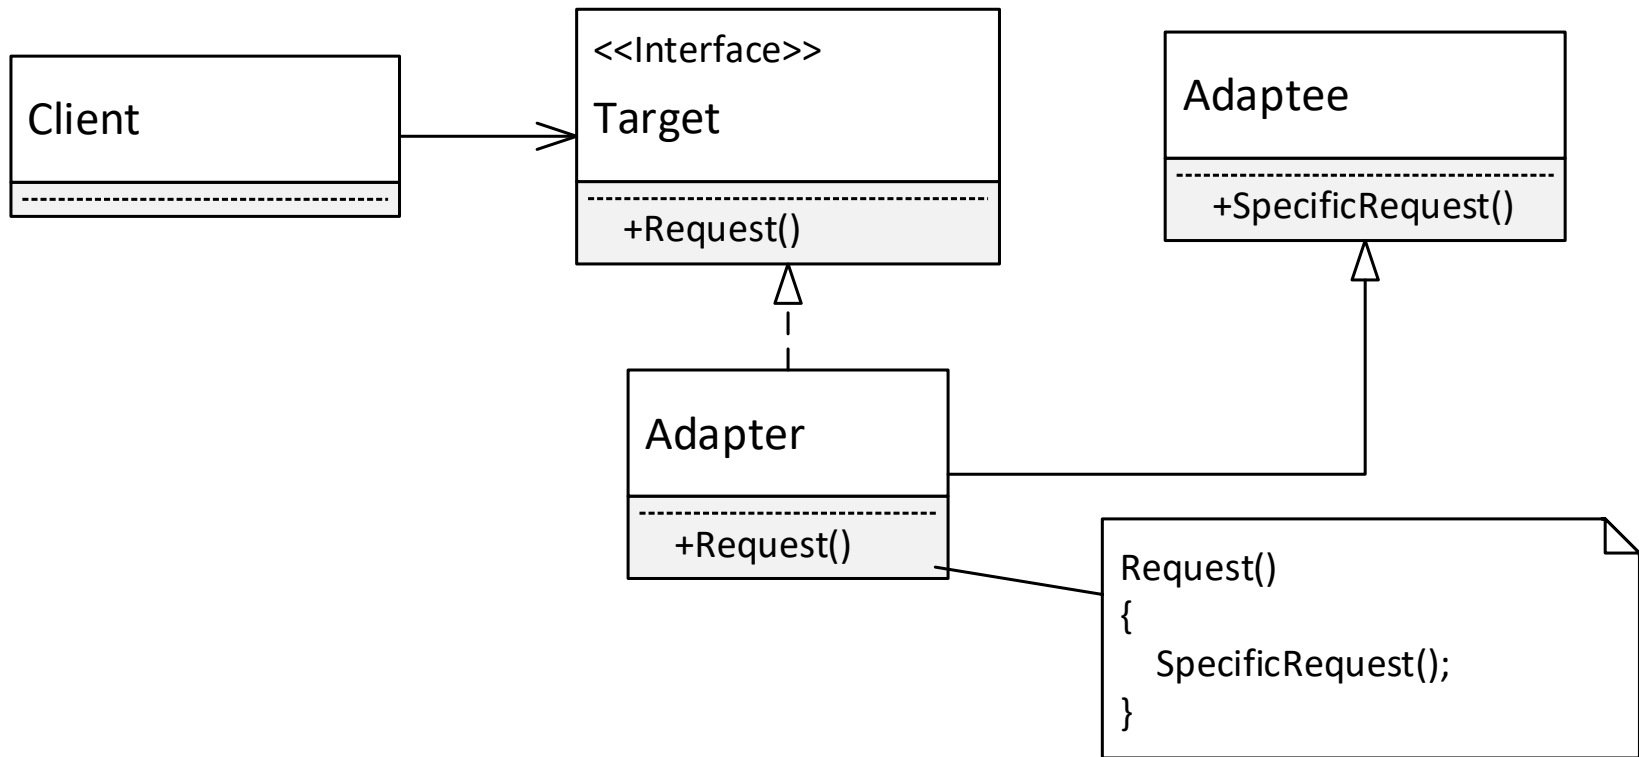 Client
<<Interface>>
Target
+Request()
Adaptee
+SpecificRequest()
Adapter
+Request()
Request()
{
SpecificRequest();
}